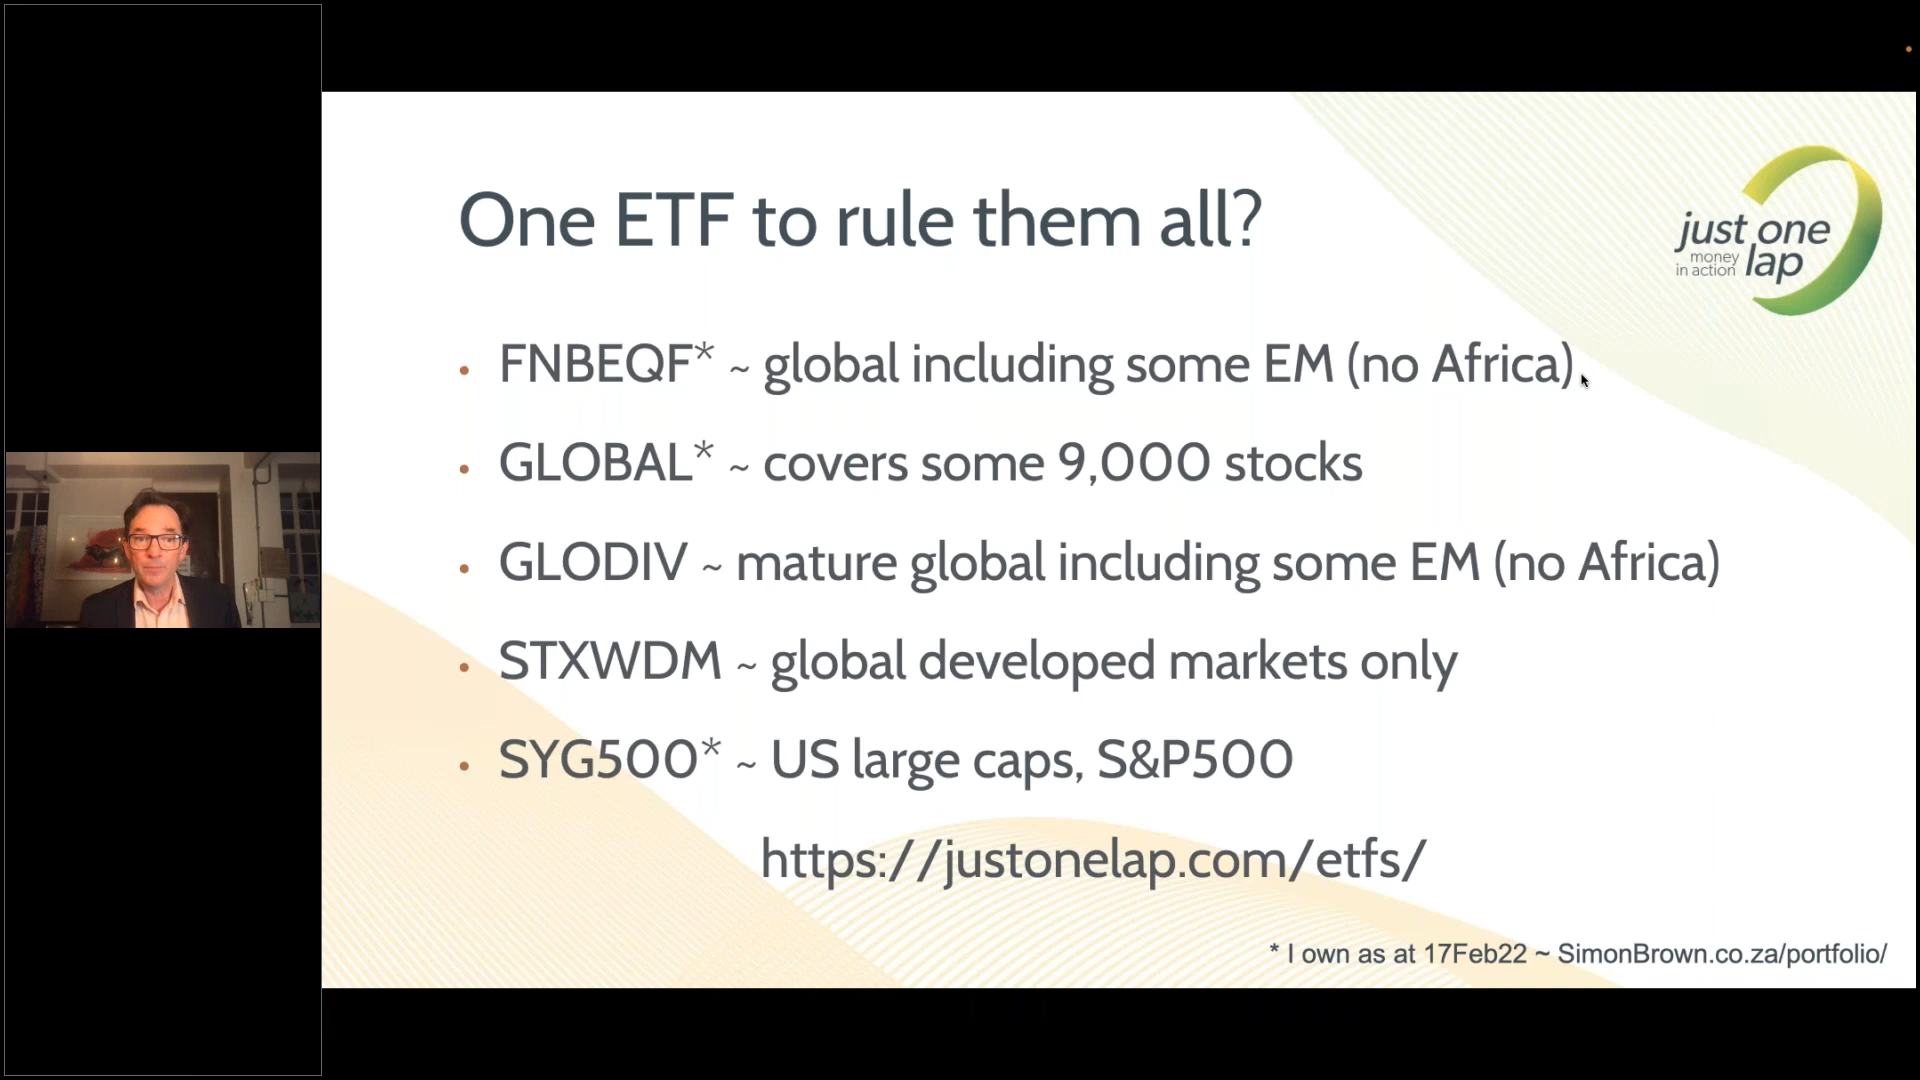 One ETF to rule them all?
just one
money
in action lap
• FNBEQF* ~ global including some EM (no Africa)
• GLOBAL* ~ covers some 9,000 stocks
• GLODIV ~ mature global including some EM (no Africa)
• STXWDM ~ global developed markets only
• SYG500* ~ US large caps, S&P500
https://justonelap.com/etfs/
* I own as at 17Feb22 ~ SimonBrown.co.za/portfolio/